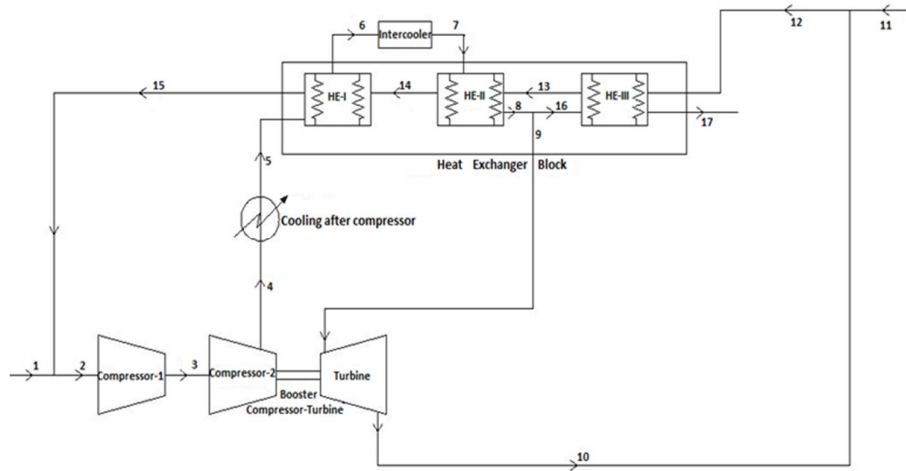 12
11
6
7
Intercooler
15
14
13
HE-I
HE-II
HE-III
8
16
17
9
5
Heat Exchanger Block
Cooling after compressor
4
1
2
3
Compressor-1
Compressor-2
Turbine
Booster
Compressor-Turbine
10